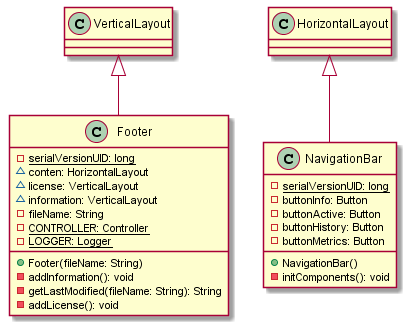 C VerticalLayout
C HorizontalLayout
C Footer
serialVersionUID: long
conten: HorizontalLayout
license: VerticalLayout
information: VerticalLayout
fileName: String
CONTROLLER: Controller
LOGGER: Logger
Footer(fileName: String)
addInformation(): void
getLastModified(fileName: String): String
addLicense(): void
C NavigationBar
serialVersionUID: long
buttonInfo: Button
buttonActive: Button
buttonHistory: Button
buttonMetrics: Button
NavigationBar()
initComponents(): void